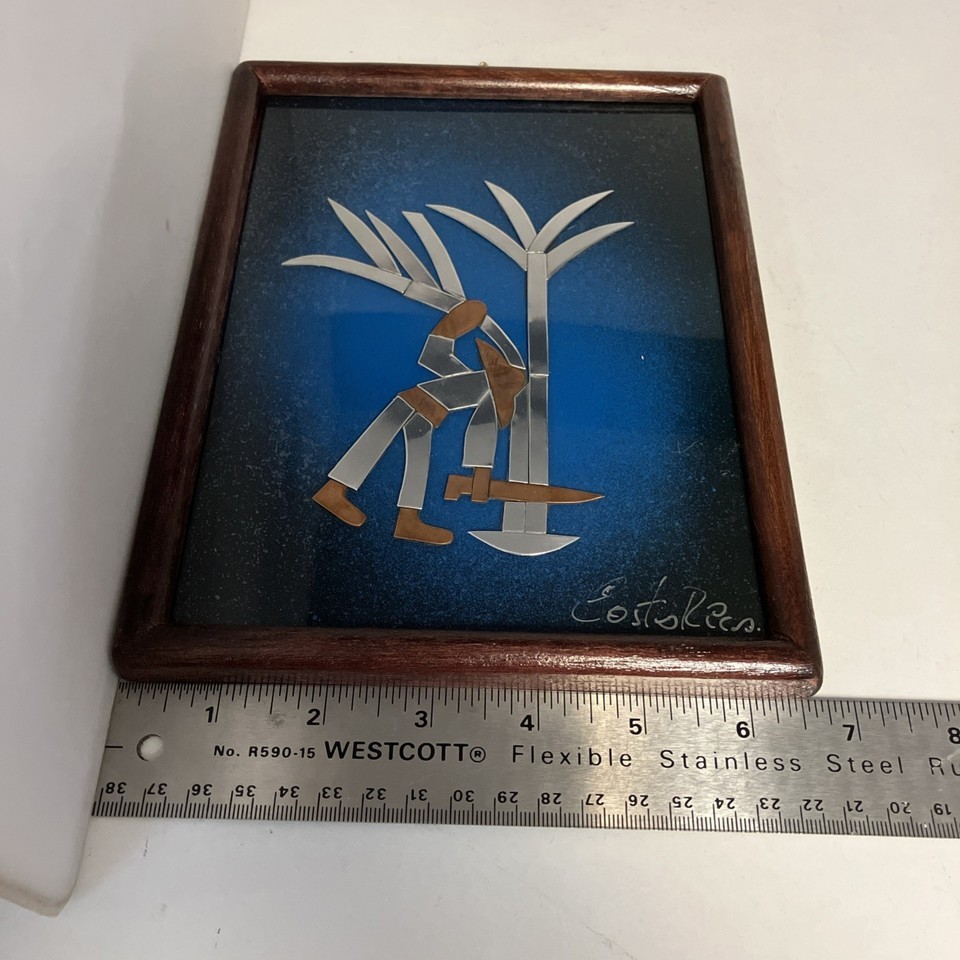 Costa Rica.
1 2 3 4 5 6 7 8
No. R590-15 WESTCOTT® Flexible Stainless Steel Ru
38 37 36 35 34 33 32 31 30 29 28 27 26 25 24 23 22 21 20 19